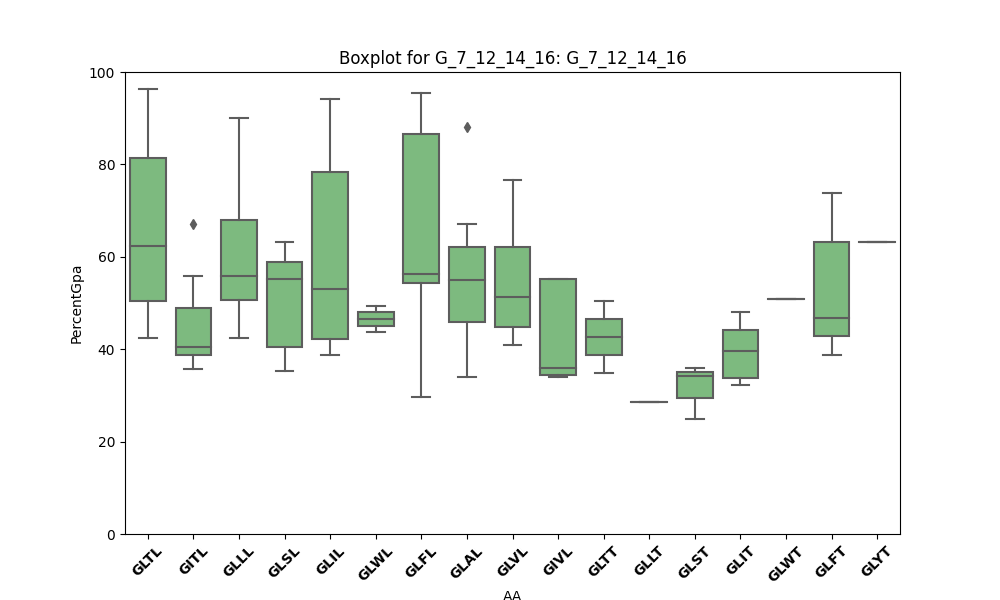 Boxplot for G_7_12_14_16: G_7_12_14_16
100
80
60
40
20
0
PercentGpa
GLTL GITL GLLL GLSL GLIL GLWL GLFL GLAL GLVL GIVL GLTT GLLT GLST GLIT GLWT GLFT GLYT
AA